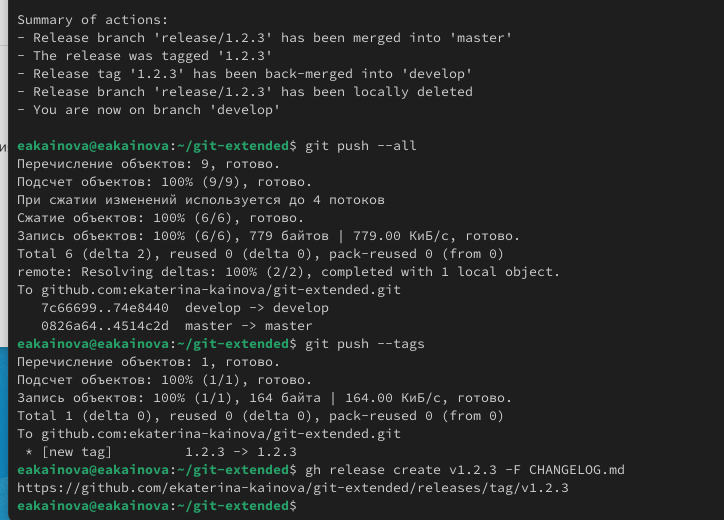 Summary of actions:
- Release branch 'release/1.2.3' has been merged into 'master'
- The release was tagged '1.2.3'
- Release tag '1.2.3' has been back-merged into 'develop'
- Release branch 'release/1.2.3' has been locally deleted
- You are now on branch 'develop'
eakainova@eakainova:~/git-extended$ git push --all
Перечисление объектов: 9, готово.
Подсчет объектов: 100% (9/9), готово.
При сжатии изменений используется до 4 потоков
Сжатие объектов: 100% (6/6), готово.
Запись объектов: 100% (6/6), 779 байтов | 779.00 КиБ/с, готово.
Total 6 (delta 2), reused 0 (delta 0), pack-reused 0 (from 0)
remote: Resolving deltas: 100% (2/2), completed with 1 local object.
To github.com:ekaterina-kainova/git-extended.git
   7c66699..74e8440  develop -> develop
   0826a64..4514c2d  master -> master
eakainova@eakainova:~/git-extended$ git push --tags
Перечисление объектов: 1, готово.
Подсчет объектов: 100% (1/1), готово.
Запись объектов: 100% (1/1), 164 байта | 164.00 КиБ/с, готово.
Total 1 (delta 0), reused 0 (delta 0), pack-reused 0 (from 0)
To github.com:ekaterina-kainova/git-extended.git
 * [new tag]         1.2.3 -> 1.2.3
eakainova@eakainova:~/git-extended$ gh release create v1.2.3 -F CHANGELOG.md
https://github.com/ekaterina-kainova/git-extended/releases/tag/v1.2.3
eakainova@eakainova:~/git-extended$